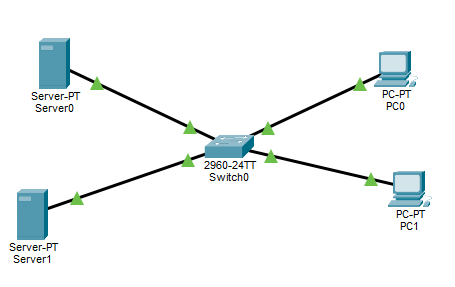 Server-PT
Server0
PC-PT
PC0
2960-24TT
Switch0
PC-PT
PC1
Server-PT
Server1